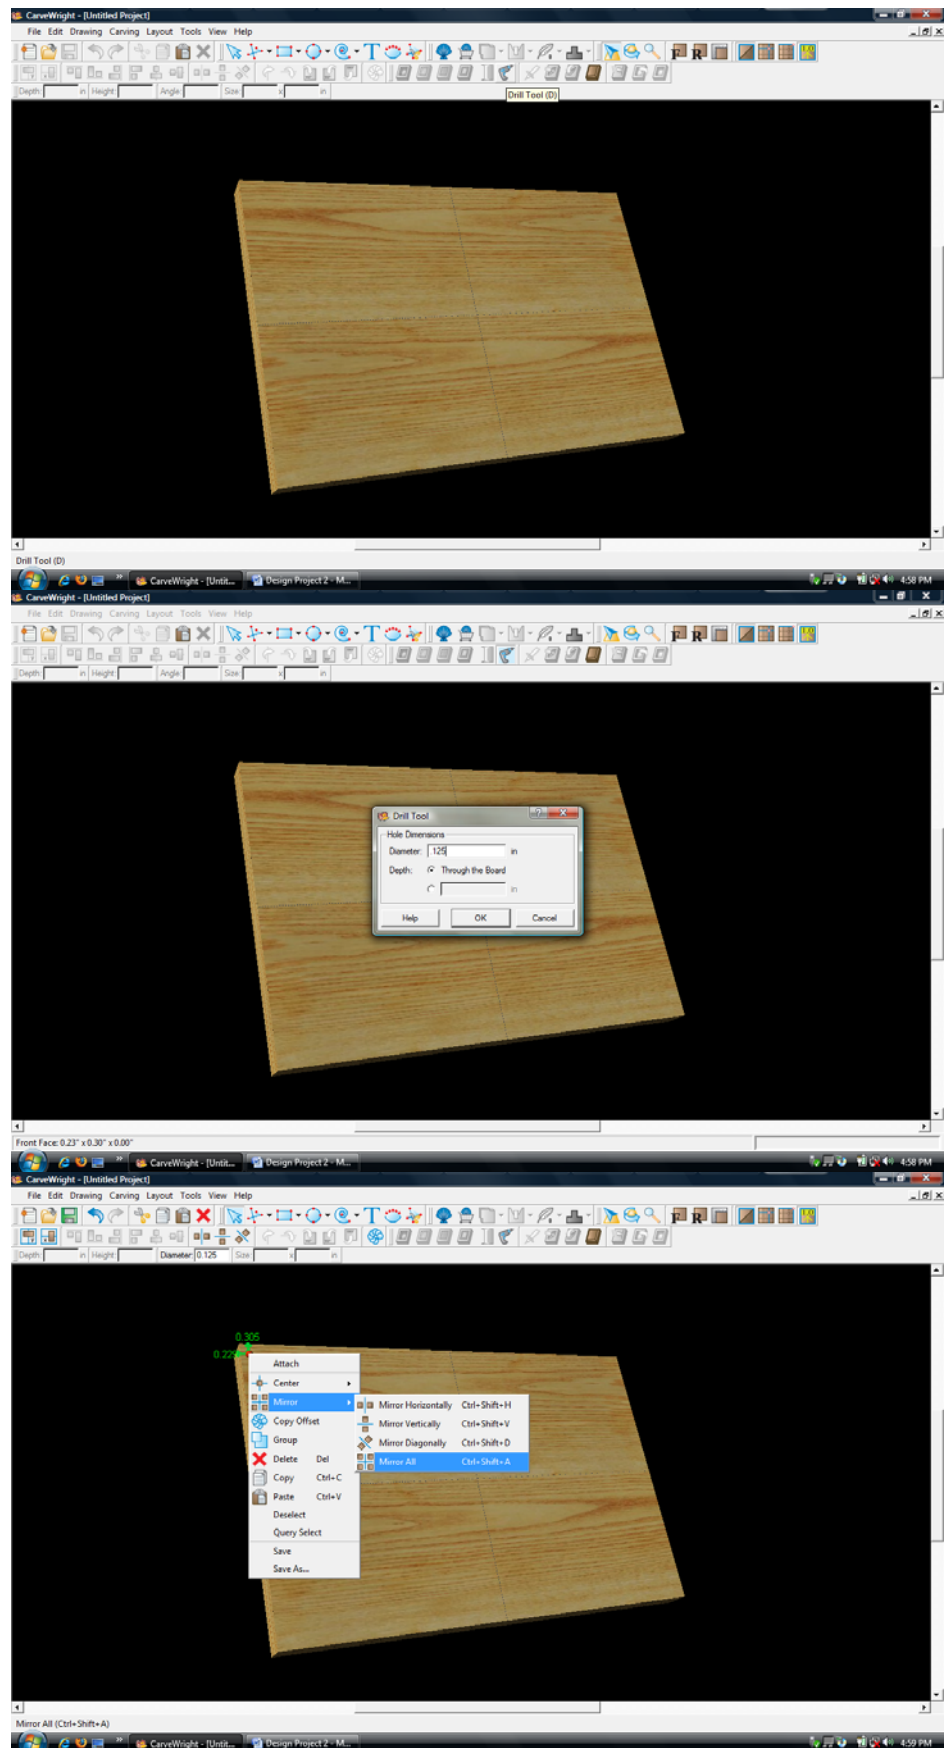 CarveWright - [Untitled Project]
File Edit Drawing Carving Layout Tools View Help
Depth: in Height: Angle: Size: x in
Drill Tool (D)
Drill Tool (D)
CarveWright - [Untit... Design Project 2 - M... 4:58 PM
CarveWright - [Untitled Project]
File Edit Drawing Carving Layout Tools View Help
Depth: in Height: Angle: Size: x in
Drill Tool
Hole Dimensions
Diameter: .125 in
Depth: Through the Board
in
Help OK Cancel
Front Face: 0.23" x 0.30" x 0.00"
CarveWright - [Untit... Design Project 2 - M... 4:58 PM
CarveWright - [Untitled Project]
File Edit Drawing Carving Layout Tools View Help
Depth: in Height: Diameter: 0.125 Size: x in
0.305
Attach
Center
Mirror
Mirror Horizontally Ctrl+Shift+H
Copy Offset
Mirror Vertically Ctrl+Shift+V
Group
Mirror Diagonally Ctrl+Shift+D
Delete Del
Mirror All Ctrl+Shift+A
Copy Ctrl+C
Paste Ctrl+V
Deselect
Query Select
Save
Save As...
Mirror All (Ctrl+Shift+A)
CarveWright - [Untit... Design Project 2 - M... 4:59 PM